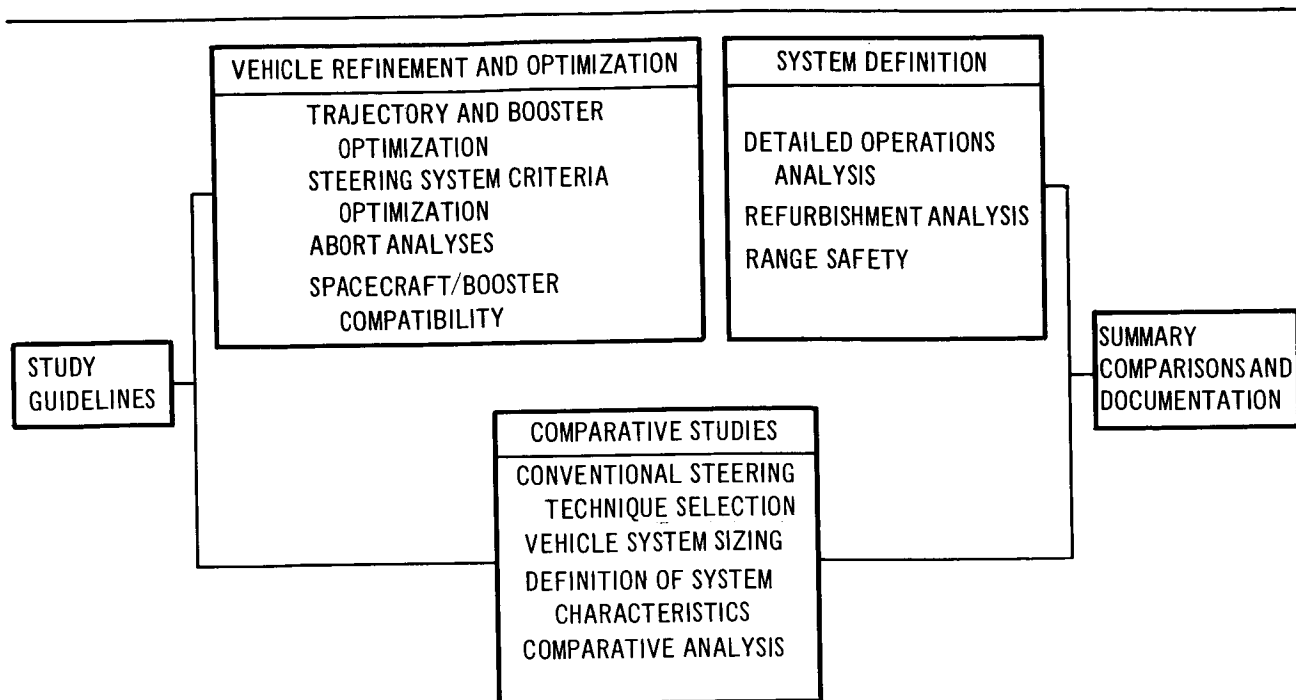 VEHICLE REFINEMENT AND OPTIMIZATION
TRAJECTORY AND BOOSTER
OPTIMIZATION
STEERING SYSTEM CRITERIA
OPTIMIZATION
ABORT ANALYSES
SPACECRAFT/BOOSTER
COMPATIBILITY
SYSTEM DEFINITION
DETAILED OPERATIONS
ANALYSIS
REFURBISHMENT ANALYSIS
RANGE SAFETY
STUDY
GUIDELINES
COMPARATIVE STUDIES
CONVENTIONAL STEERING
TECHNIQUE SELECTION
VEHICLE SYSTEM SIZING
DEFINITION OF SYSTEM
CHARACTERISTICS
COMPARATIVE ANALYSIS
SUMMARY
COMPARISONS AND
DOCUMENTATION